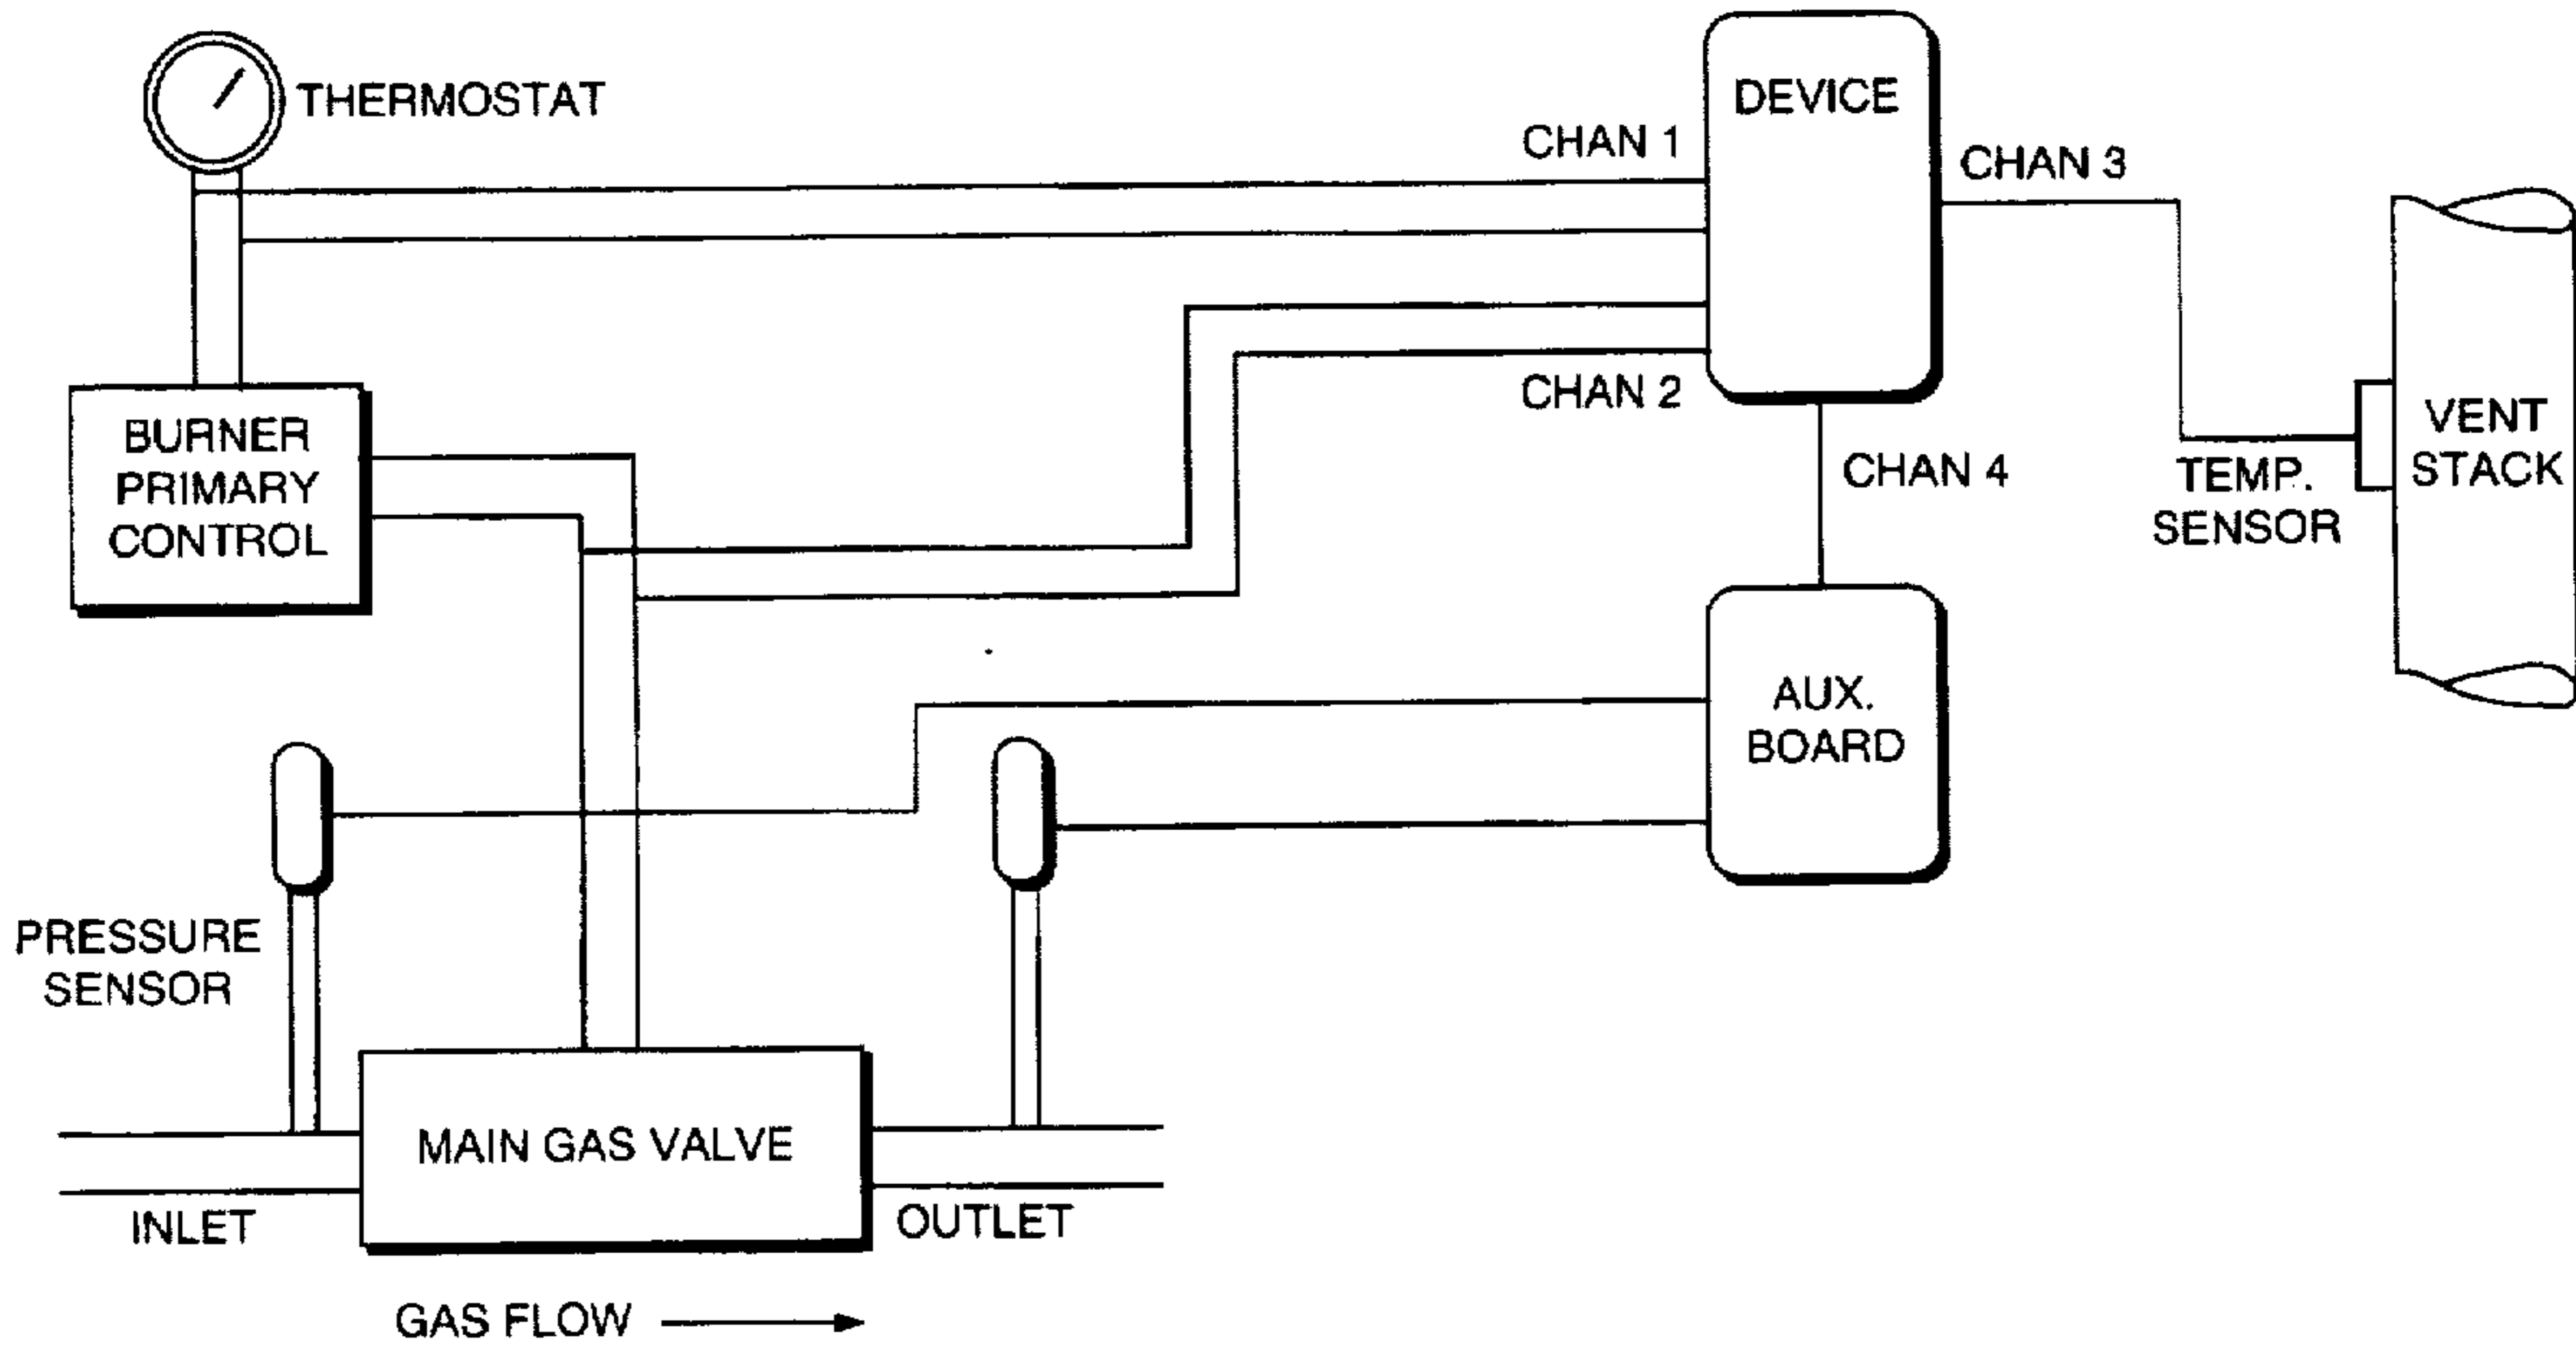 THERMOSTAT
DEVICE
CHAN 1
CHAN 3
CHAN 2
BURNER
PRIMARY
CONTROL
CHAN 4
TEMP.
SENSOR
VENT
STACK
AUX.
BOARD
PRESSURE
SENSOR
MAIN GAS VALVE
INLET
OUTLET
GAS FLOW